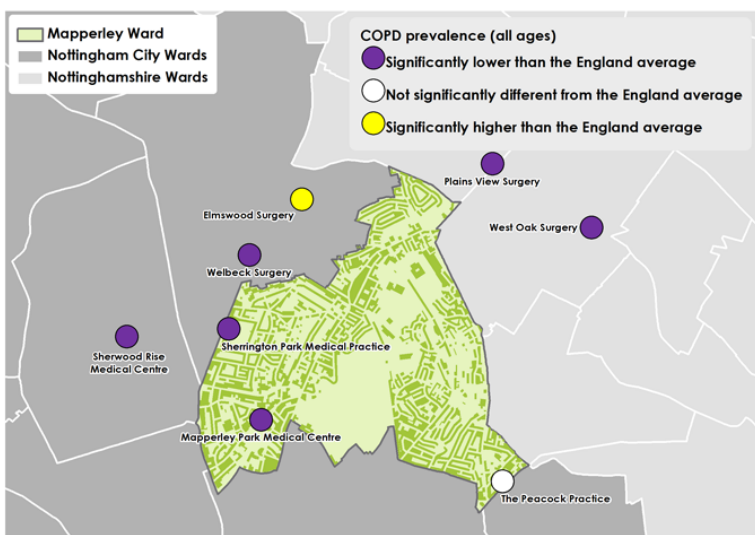 Mapperley Ward
Nottingham City Wards
Nottinghamshire Wards
COPD prevalence (all ages)
Significantly lower than the England average
Not significantly different from the England average
Significantly higher than the England average
Plains View Surgery
Elmswood Surgery
West Oak Surgery
Welbeck Surgery
Sherrington Park Medical Practice
Sherwood Rise
Medical Centre
Mapperley Park Medical Centre
The Peacock Practice